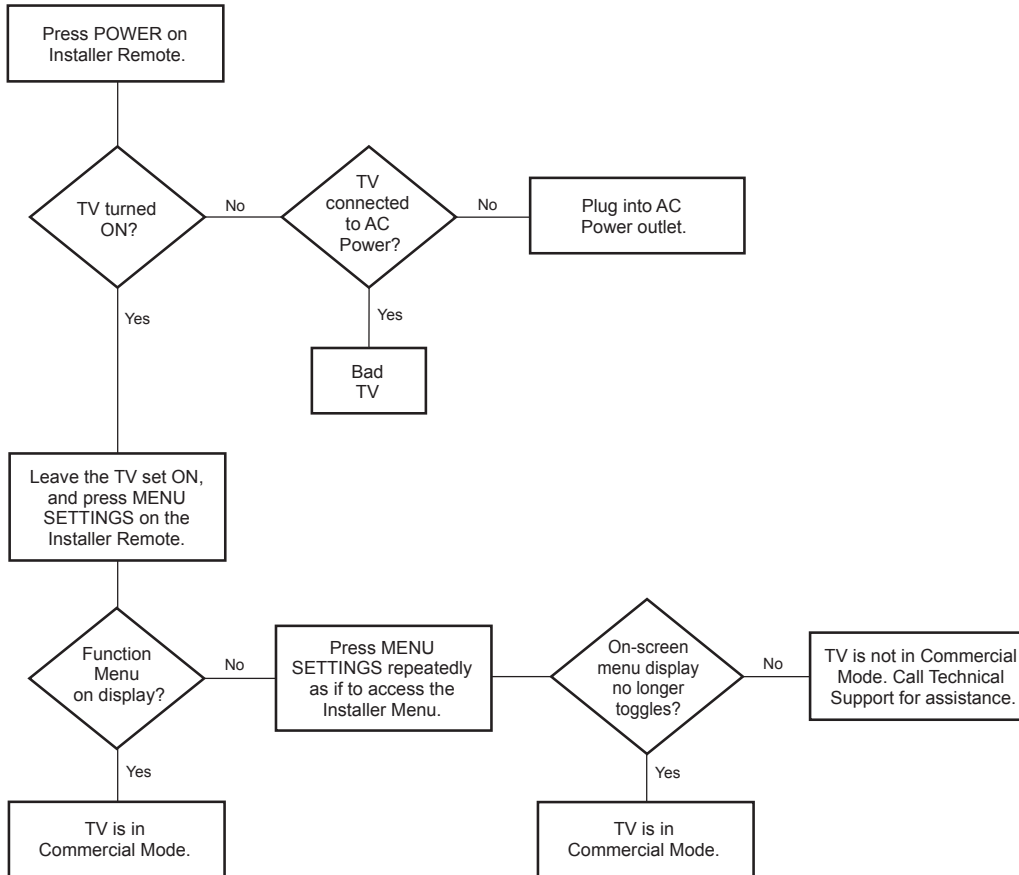 Press POWER on
Installer Remote.
TV turned
ON?
No
TV
connected
to AC
Power?
No
Plug into AC
Power outlet.
Yes
Yes
Bad
TV
Leave the TV set ON,
and press MENU
SETTINGS on the
Installer Remote.
Function
Menu
on display?
No
Press MENU
SETTINGS repeatedly
as if to access the
Installer Menu.
On-screen
menu display
no longer
toggles?
No
TV is not in Commercial
Mode. Call Technical
Support for assistance.
Yes
Yes
TV is in
Commercial Mode.
TV is in
Commercial Mode.